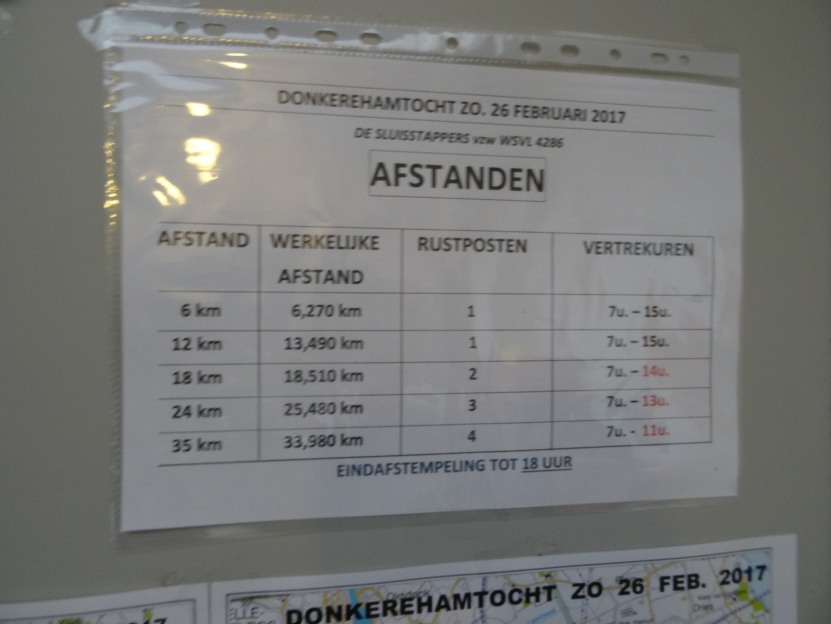 DONKEREHAMTOCHT ZO. 26 FEBRUARI 2017
DE SLUISSTAPPERS vzw WSVL 4286
AFSTANDEN
AFSTAND WERKELIJKE AFSTAND RUSTPOSTEN VERTREKUREN
6 km 6,270 km 1 7u. – 15u.
12 km 13,490 km 1 7u. – 15u.
18 km 18,510 km 2 7u. – 14u.
24 km 25,480 km 3 7u. – 13u.
35 km 33,980 km 4 7u. - 11u.
EINDAFSTEMPELING TOT 18 UUR
DONKEREHAMTOCHT ZO 26 FEB. 2017